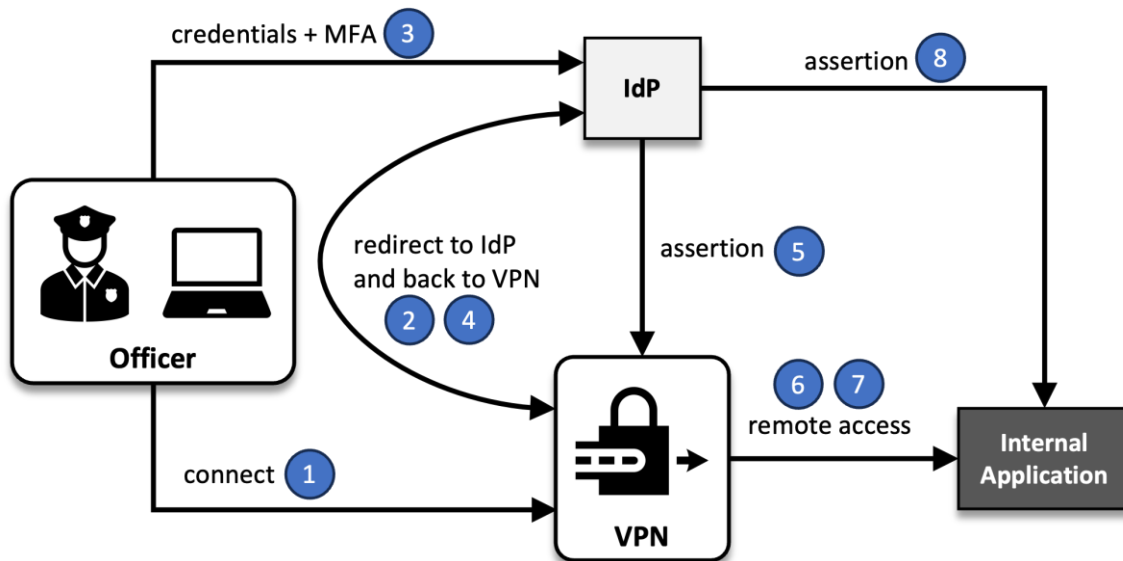 credentials + MFA 3
IdP
assertion 8
redirect to IdP
and back to VPN
2 4
assertion 5
Officer
connect 1
VPN
6 7
remote access
Internal
Application